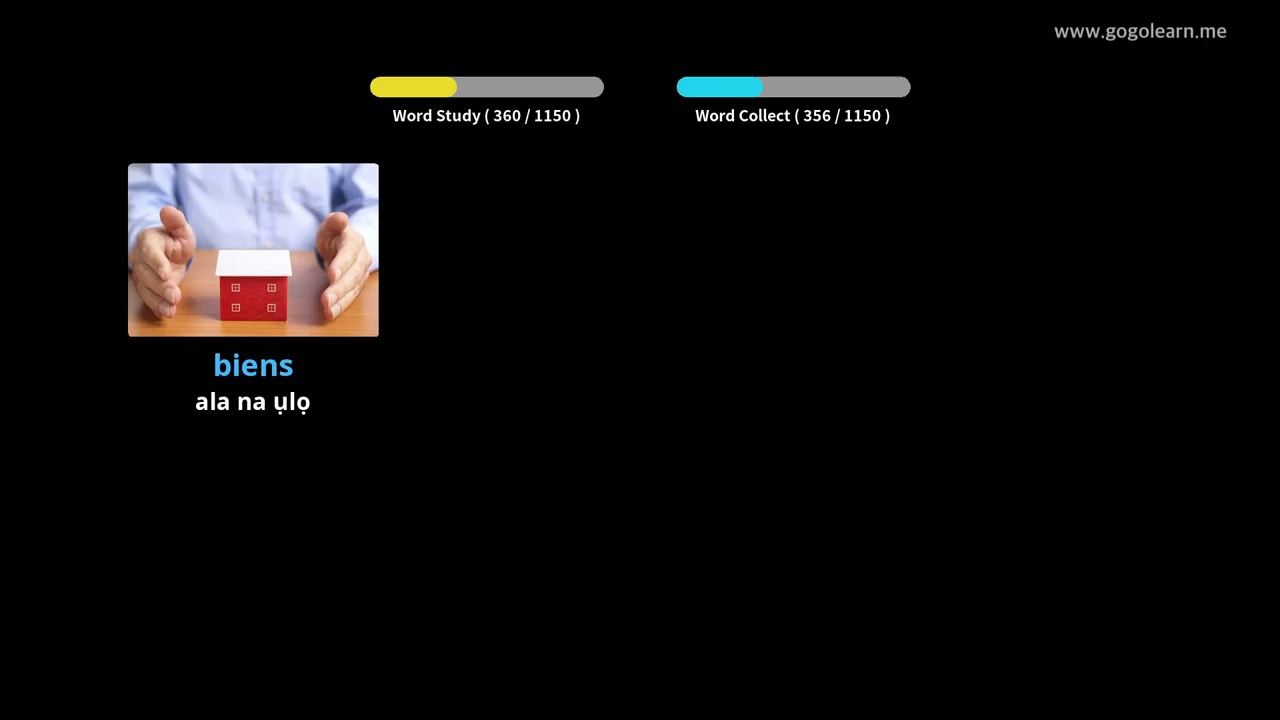 www.gogolearn.me
Word Study ( 360 / 1150 )
Word Collect ( 356 / 1150 )
biens
ala na ụlọ